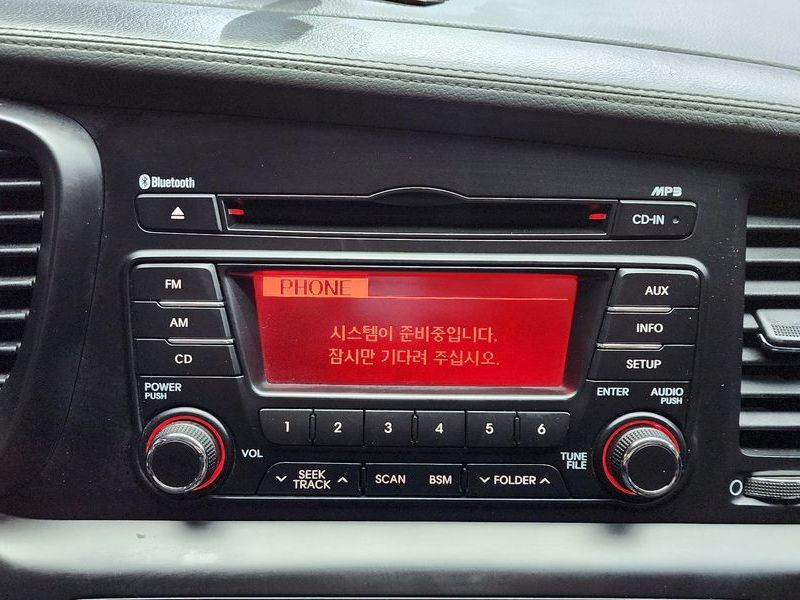 Bluetooth
MP3
CD-IN
PHONE
시스템이 준비중입니다.
잠시만 기다려 주십시오.
FM
AM
CD
AUX
INFO
SETUP
POWER
PUSH
ENTER
AUDIO
PUSH
1 2 3 4 5 6
VOL
TUNE
FILE
SEEK
TRACK
SCAN
BSM
FOLDER